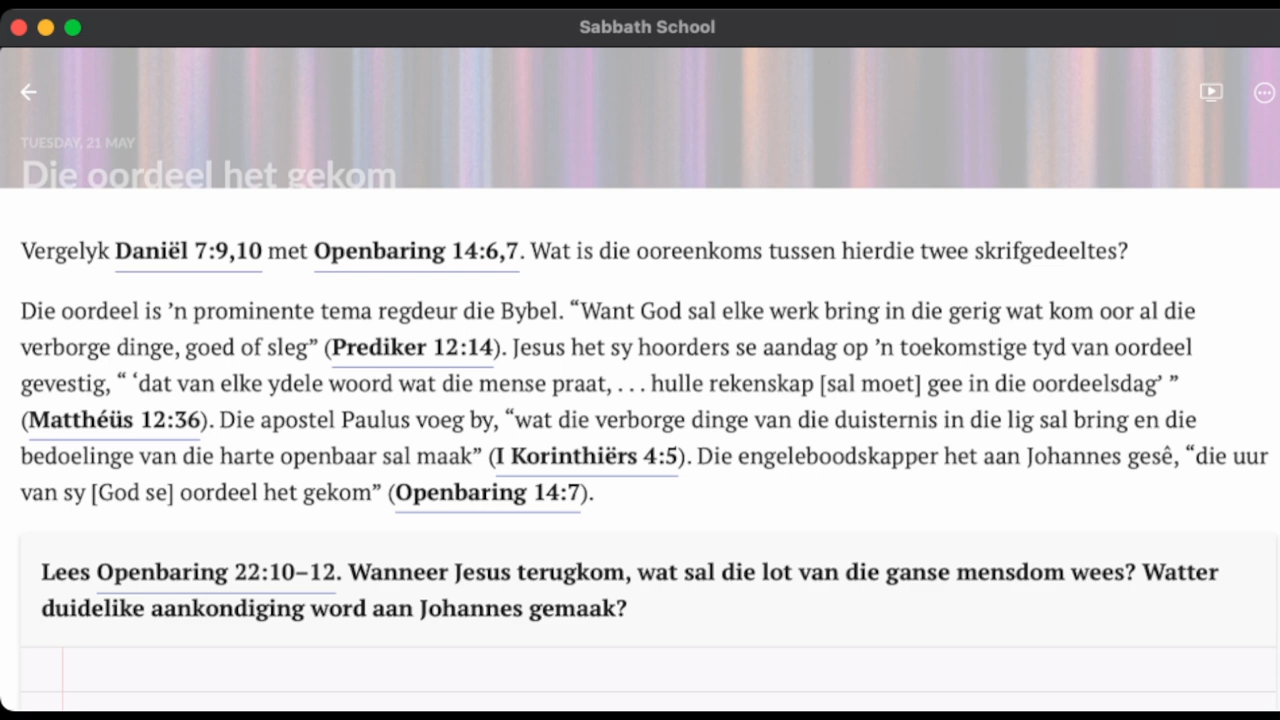 Sabbath School
TUESDAY, 21 MAY
Die oordeel het gekom
Vergelyk Daniël 7:9,10 met Openbaring 14:6,7. Wat is die ooreenkoms tussen hierdie twee skrifgedeeltes?
Die oordeel is ’n prominente tema regdeur die Bybel. “Want God sal elke werk bring in die gerig wat kom oor al die
verborge dinge, goed of sleg” (Prediker 12:14). Jesus het sy hoorders se aandag op ’n toekomstige tyd van oordeel
gevestig, “ ‘dat van elke ydele woord wat die mense praat, . . . hulle rekenskap [sal moet] gee in die oordeelsdag’ ”
(Matthéüs 12:36). Die apostel Paulus voeg by, “wat die verborge dinge van die duisternis in die lig sal bring en die
bedoelinge van die harte openbaar sal maak” (I Korinthiërs 4:5). Die engeleboodskapper het aan Johannes gesê, “die uur
van sy [God se] oordeel het gekom” (Openbaring 14:7).
Lees Openbaring 22:10–12. Wanneer Jesus terugkom, wat sal die lot van die ganse mensdom wees? Watter
duidelike aankondiging word aan Johannes gemaak?